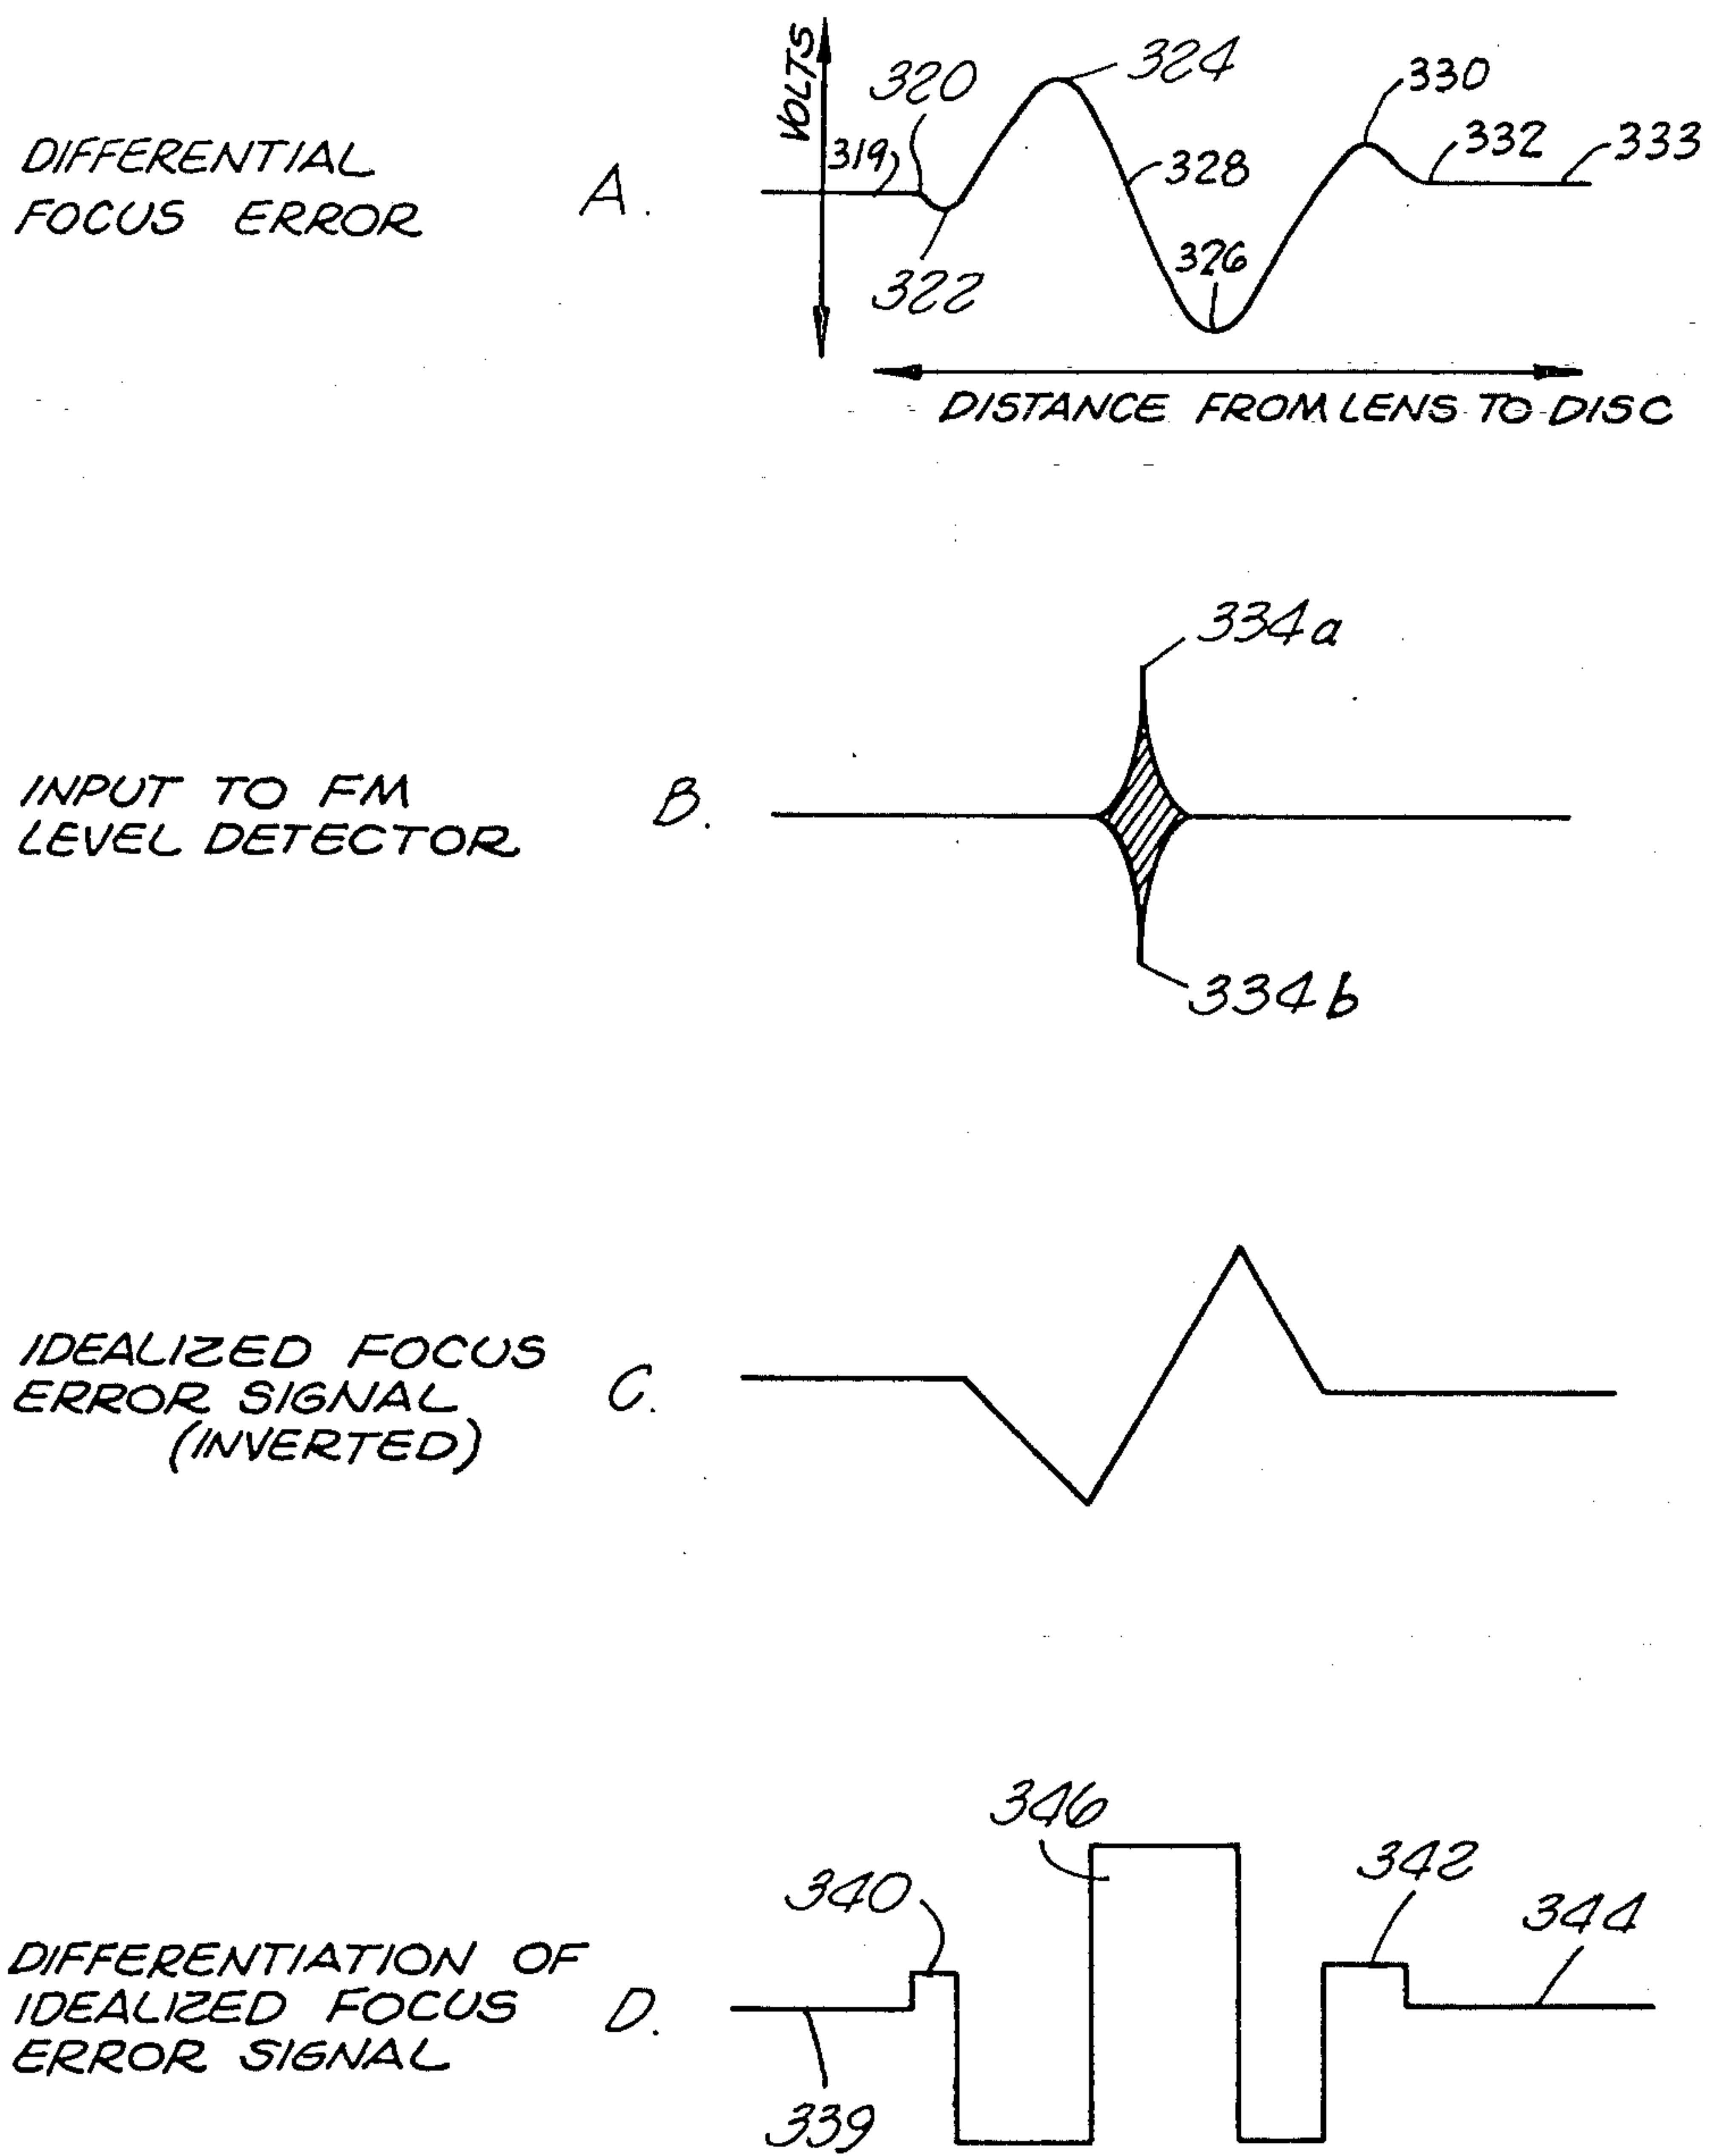 DIFFERENTIAL
FOCUS ERROR
A.
VOLTS
319
320
322
324
328
326
330
332
333
DISTANCE FROM LENS TO DISC
INPUT TO FM
LEVEL DETECTOR
B.
334a
334b
IDEALIZED FOCUS
ERROR SIGNAL
(INVERTED)
C.
DIFFERENTIATION OF
IDEALIZED FOCUS
ERROR SIGNAL
D.
339
340
346
342
344